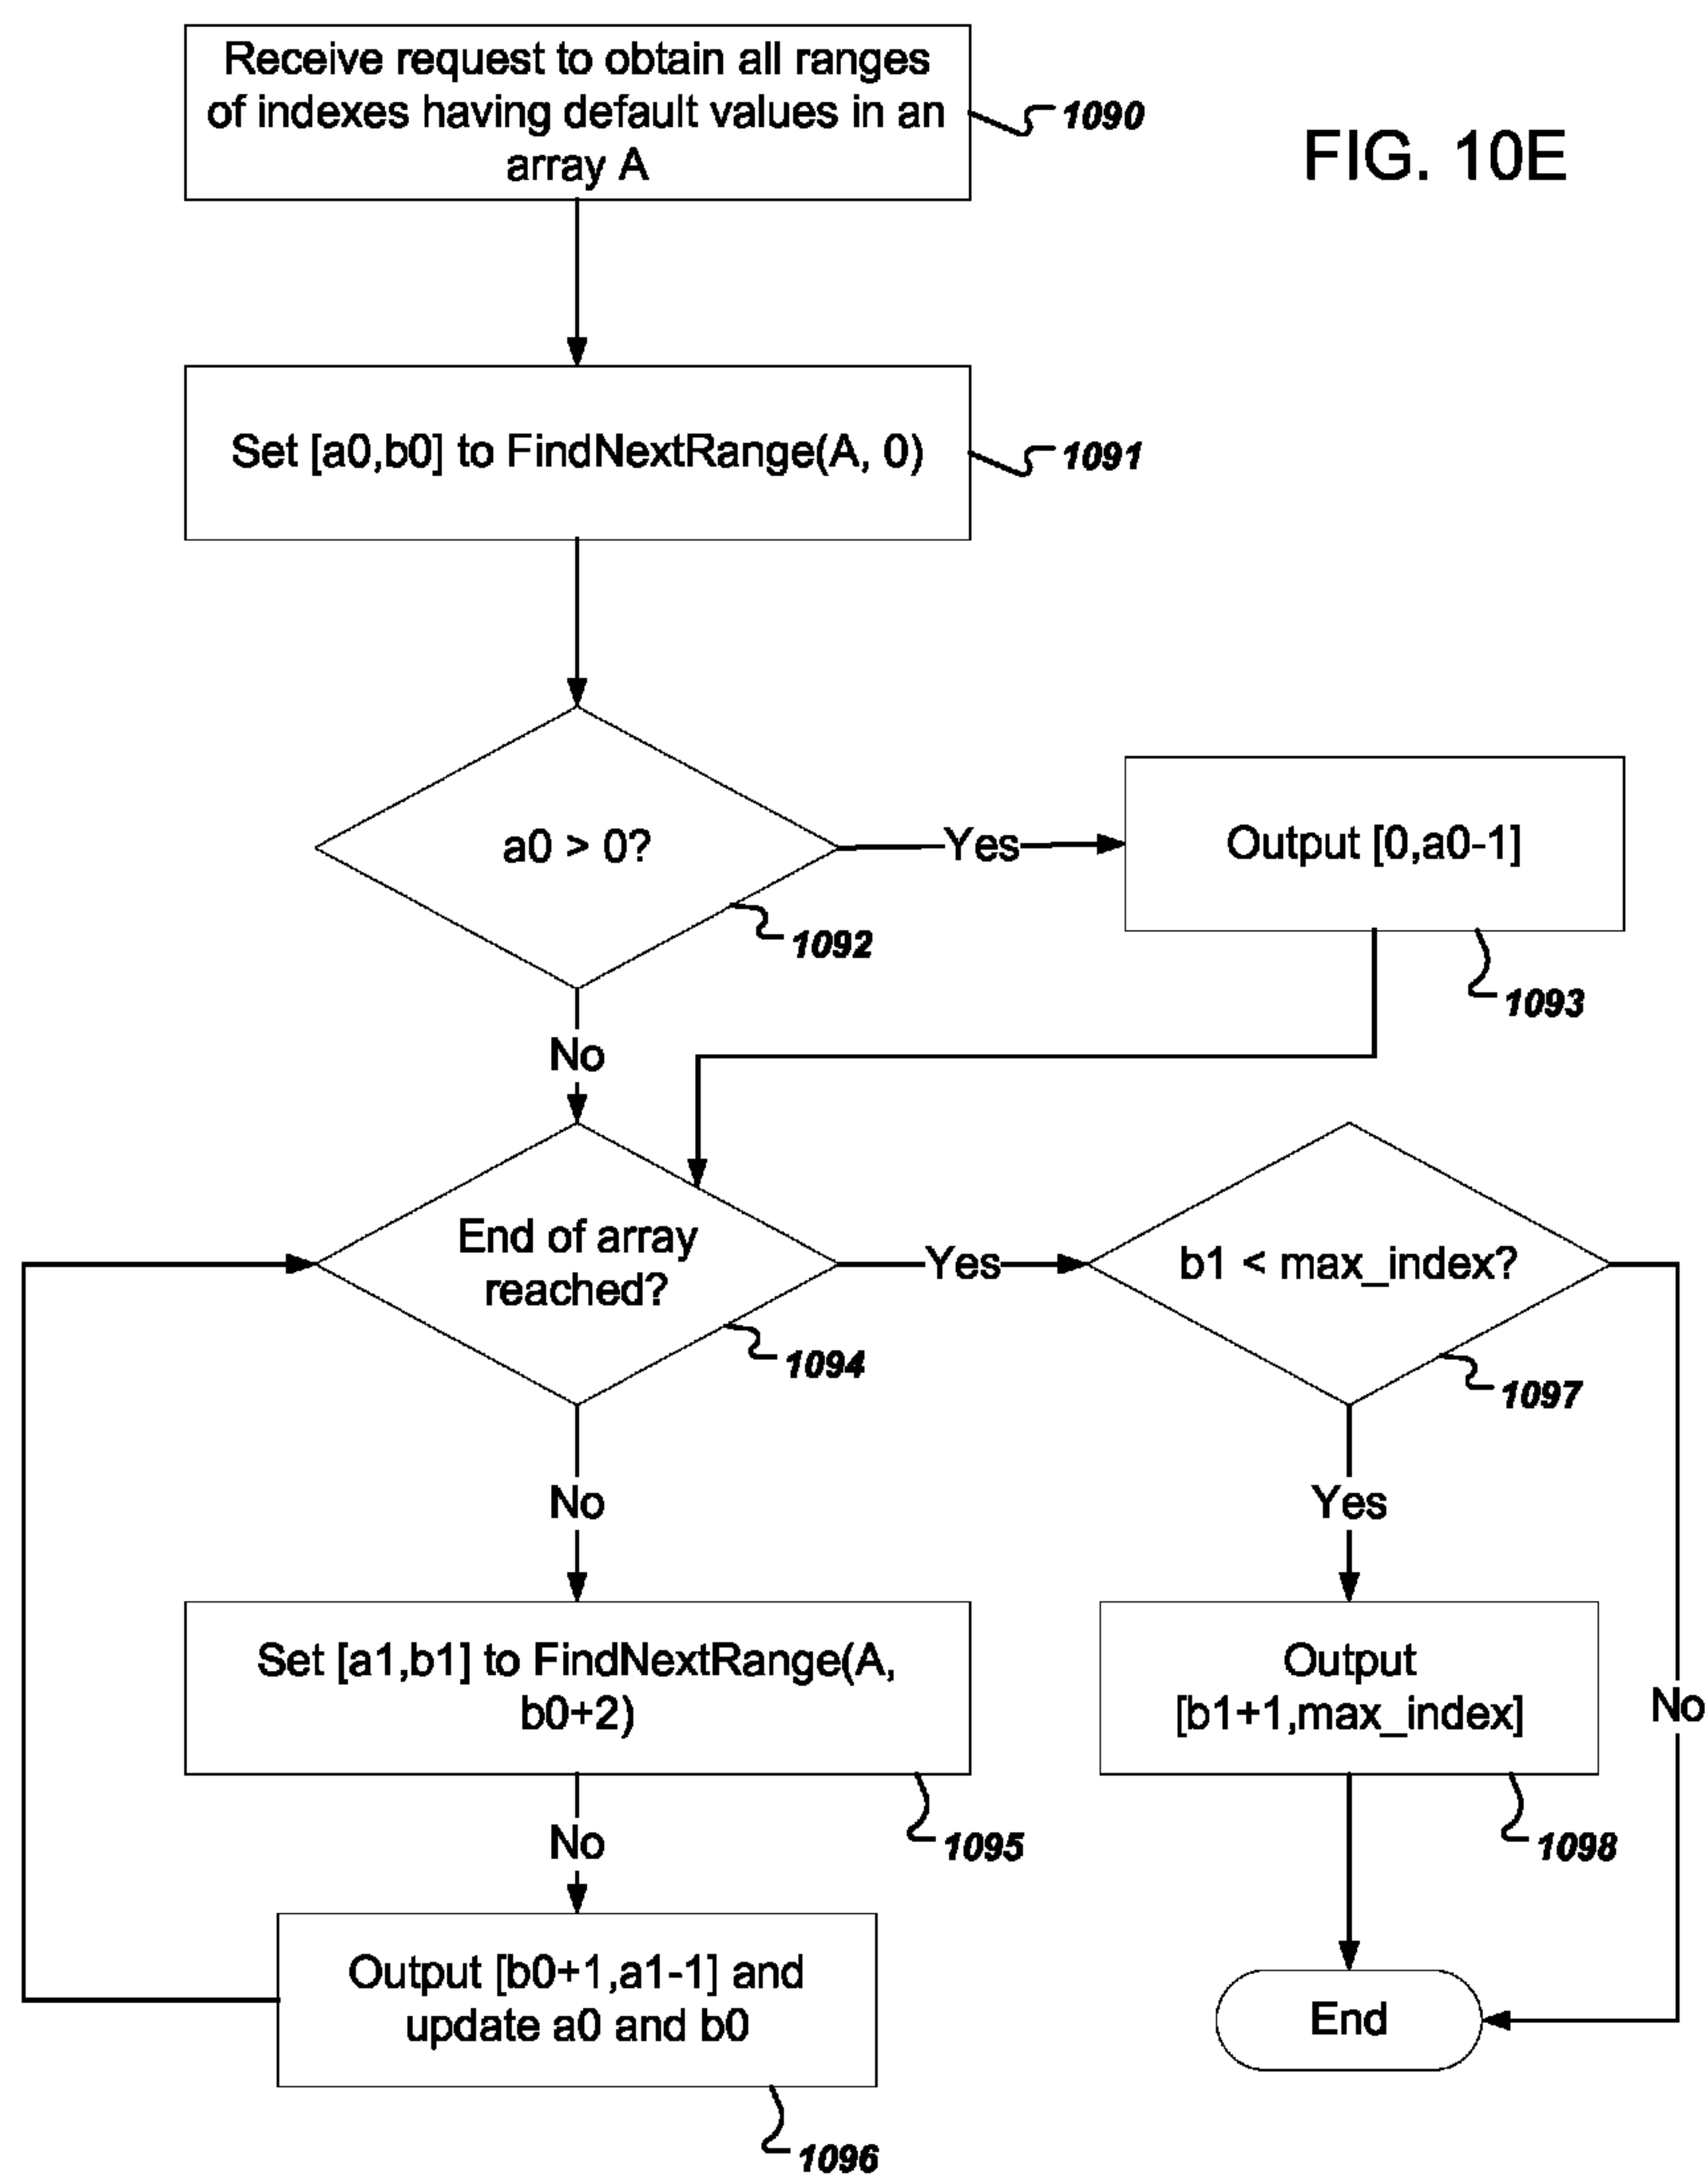 Receive request to obtain all ranges
of indexes having default values in an
array A
1090
FIG. 10E
Set [a0,b0] to FindNextRange(A, 0)
1091
a0 > 0?
Yes
Output [0,a0-1]
1092
1093
No
End of array
reached?
Yes
b1 < max_index?
1094
1097
No
Yes
Set [a1,b1] to FindNextRange(A,
b0+2)
Output
[b1+1,max_index]
No
1095
1098
No
Output [b0+1,a1-1] and
update a0 and b0
End
1096